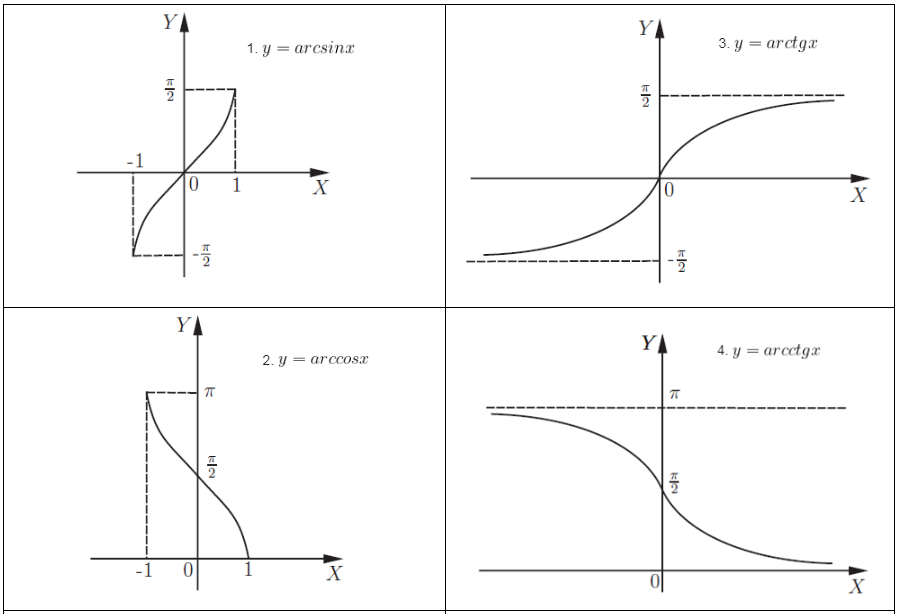 Y
1. y = arcsinx
π/2
-1
0
1
X
-π/2
Y
3. y = arctgx
π/2
0
X
-π/2
Y
2. y = arccosx
π
π/2
-1
0
1
X
Y
4. y = arcctgx
π
π/2
0
X